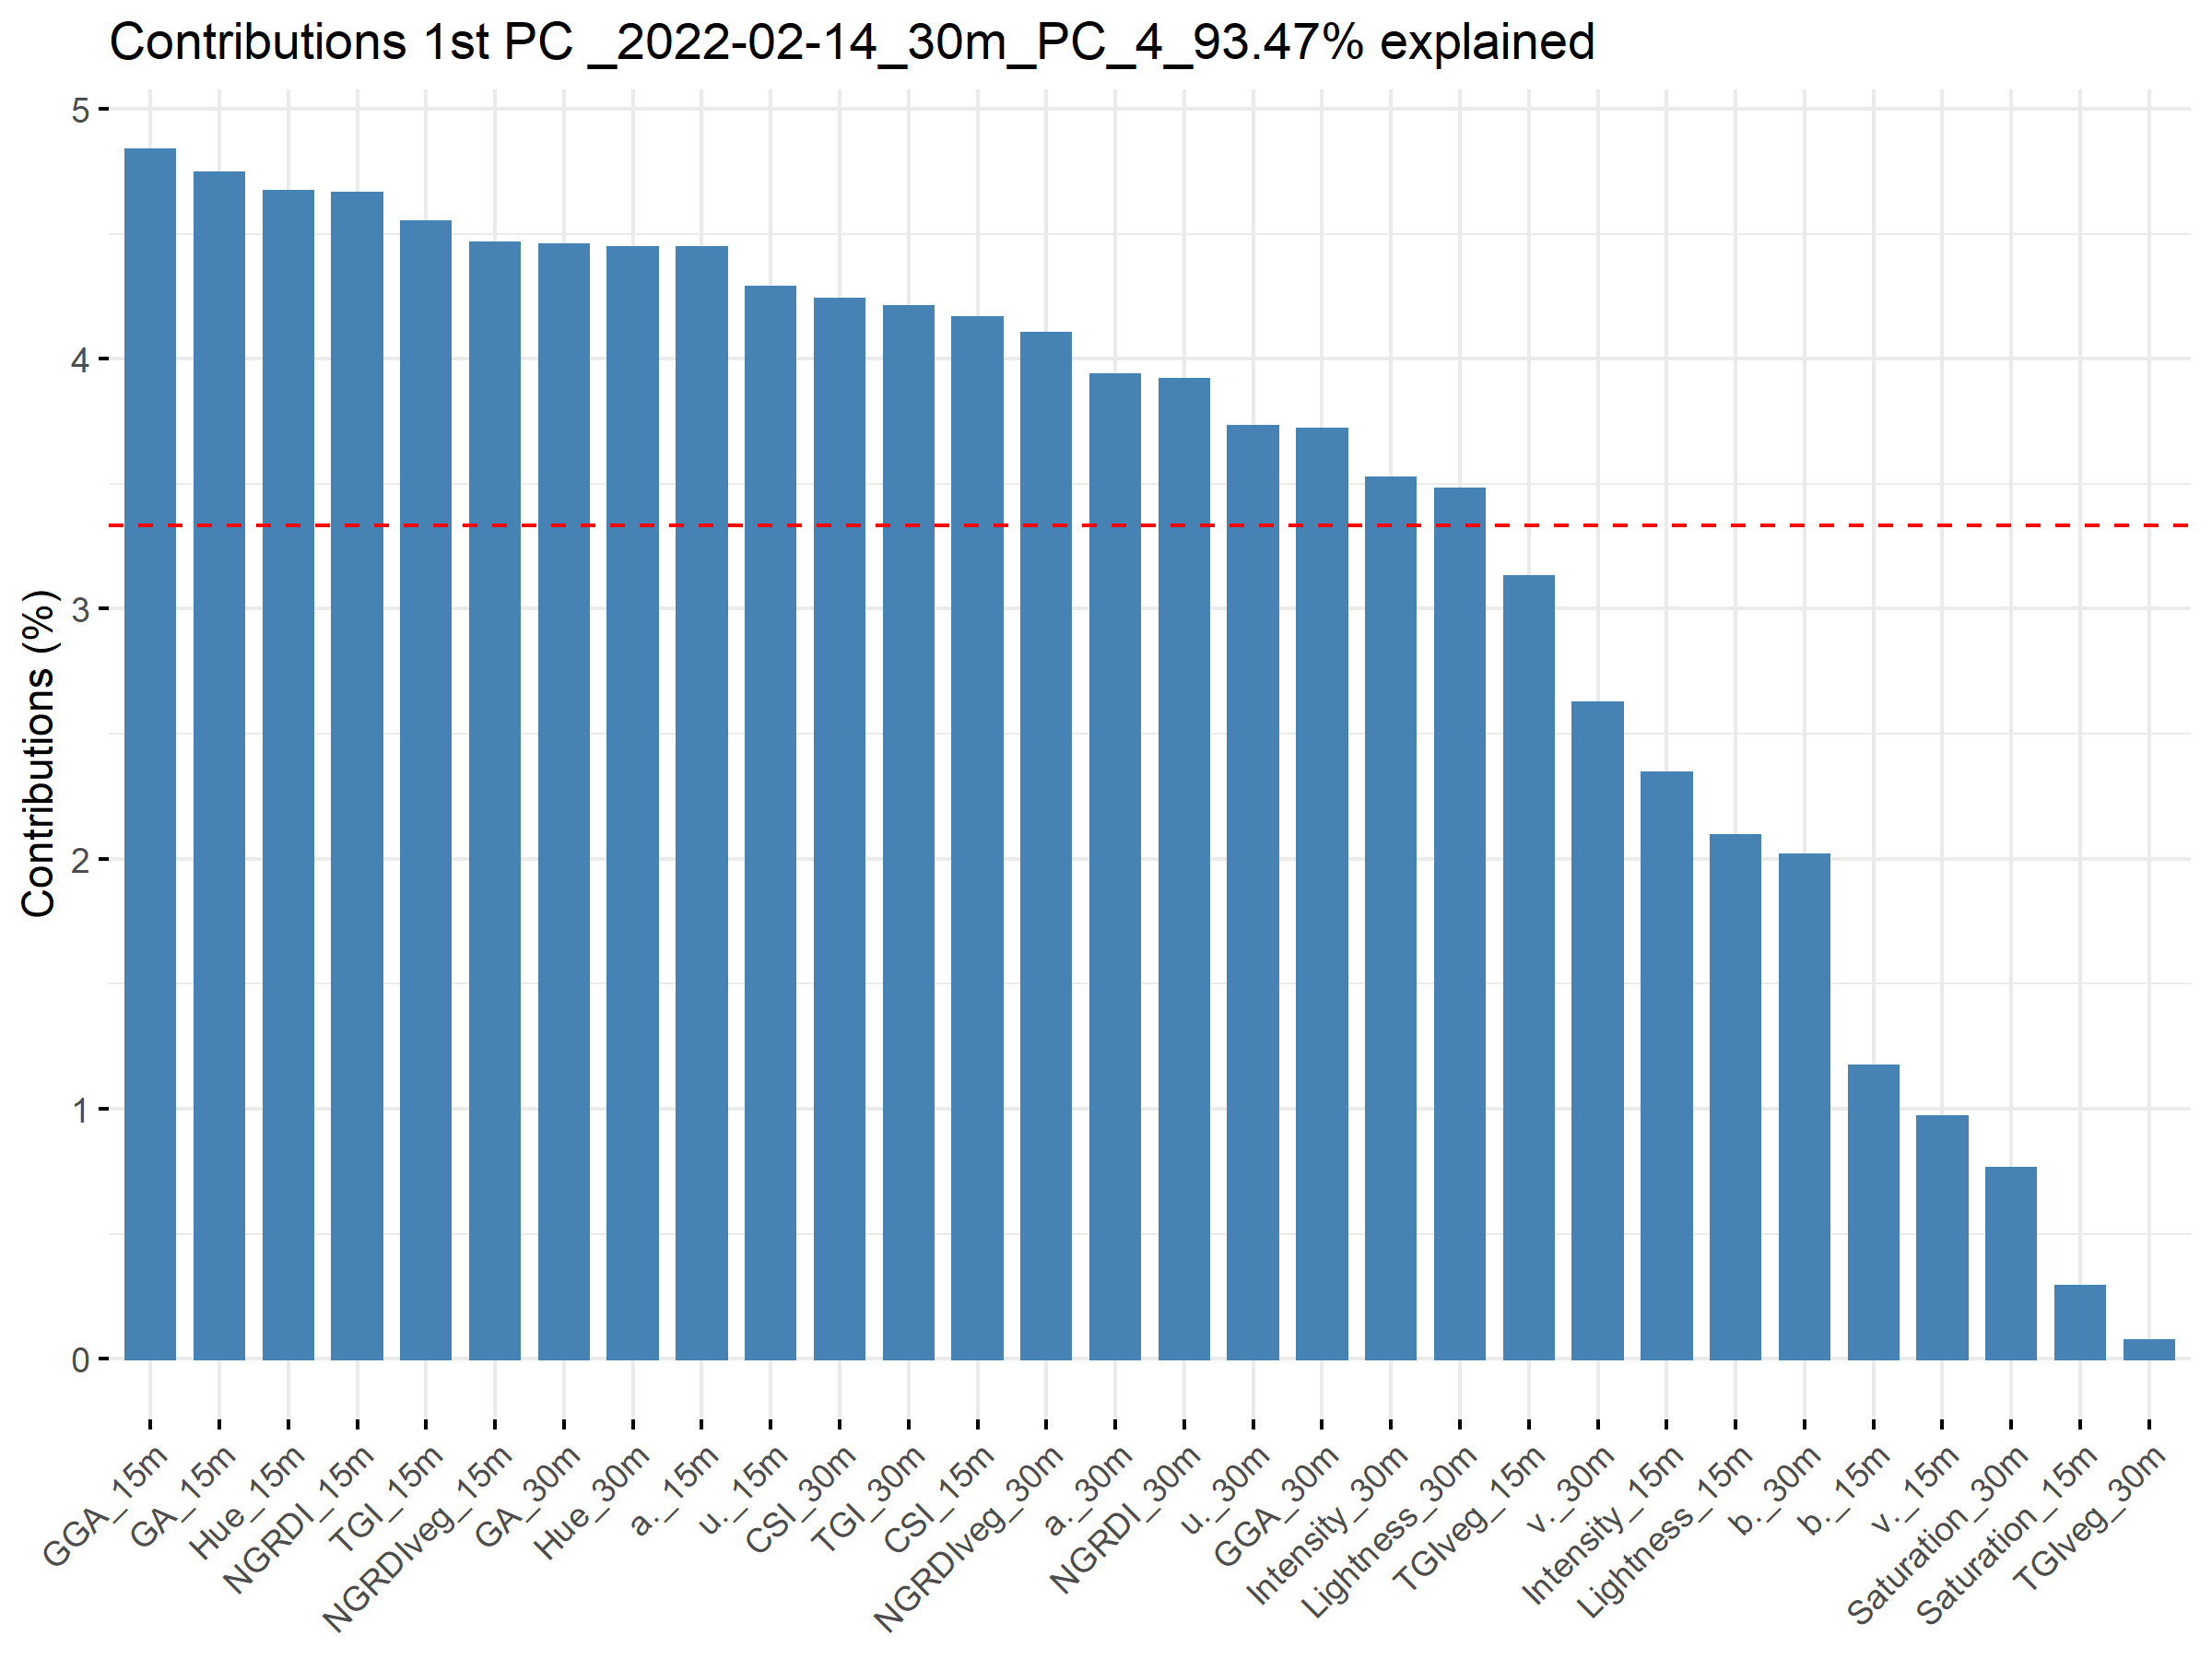 Contributions 1st PC _2022-02-14_30m_PC_4_93.47% explained
Contributions (%)
5
4
3
2
1
0
GGA_15m
GA_15m
Hue_15m
NGRDI_15m
TGI_15m
NGRDIveg_15m
GA_30m
Hue_30m
a._15m
u._15m
CSI_30m
TGI_30m
CSI_15m
NGRDIveg_30m
a._30m
NGRDI_30m
u._30m
GGA_30m
Intensity_30m
Lightness_30m
TGIveg_15m
v._30m
Intensity_15m
Lightness_15m
b._30m
b._15m
v._15m
Saturation_30m
Saturation_15m
TGIveg_30m